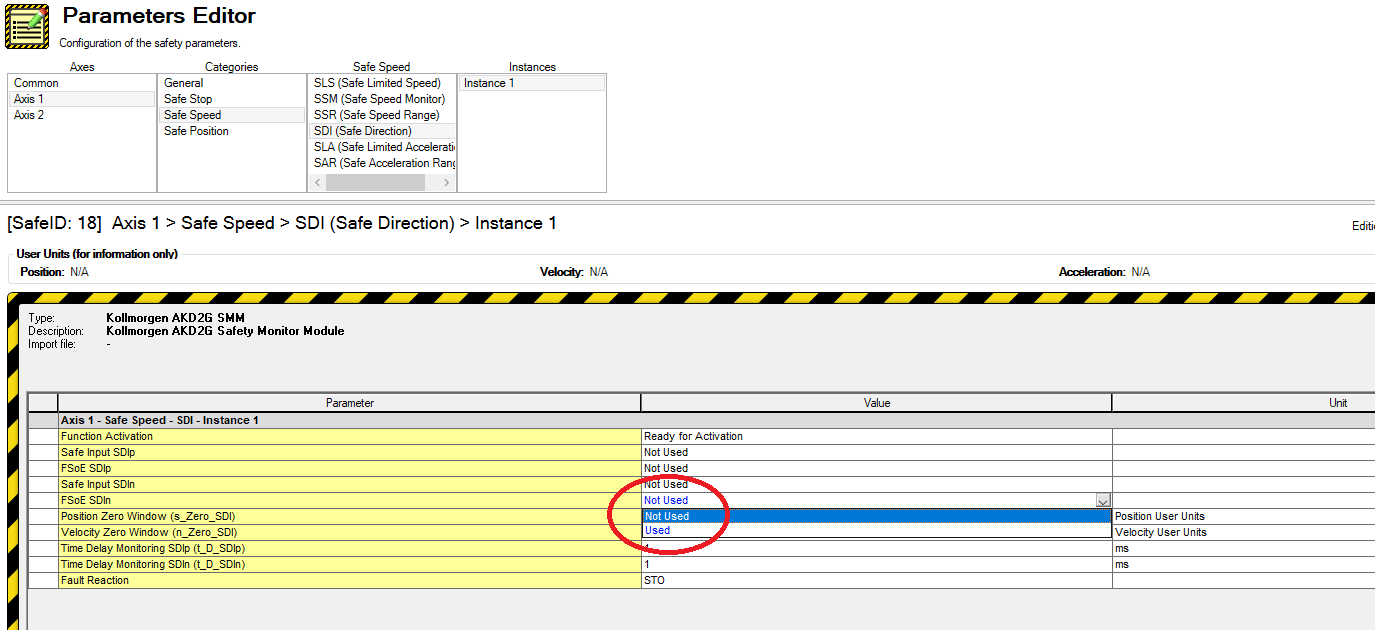 Parameters Editor
Configuration of the safety parameters.
Axes Categories Safe Speed Instances
Common General SLS (Safe Limited Speed) Instance 1
Axis 1 Safe Stop SSM (Safe Speed Monitor)
Axis 2 Safe Speed SSR (Safe Speed Range)
Safe Position SDI (Safe Direction)
SLA (Safe Limited Accelerati
SAR (Safe Acceleration Rang
[SafeID: 18] Axis 1 > Safe Speed > SDI (Safe Direction) > Instance 1 Editi
User Units (for information only)
Position: N/A Velocity: N/A Acceleration: N/A
Type: Kollmorgen AKD2G SMM
Description: Kollmorgen AKD2G Safety Monitor Module
Import file: -
Parameter Value Unit
Axis 1 - Safe Speed - SDI - Instance 1
Function Activation Ready for Activation
Safe Input SDIp Not Used
FSoE SDIp Not Used
Safe Input SDIn Not Used
FSoE SDIn Not Used
Position Zero Window (s_Zero_SDI) Not Used Position User Units
Velocity Zero Window (n_Zero_SDI) Used Velocity User Units
Time Delay Monitoring SDIp (t_D_SDIp) ms
Time Delay Monitoring SDIn (t_D_SDIn) 1 ms
Fault Reaction STO